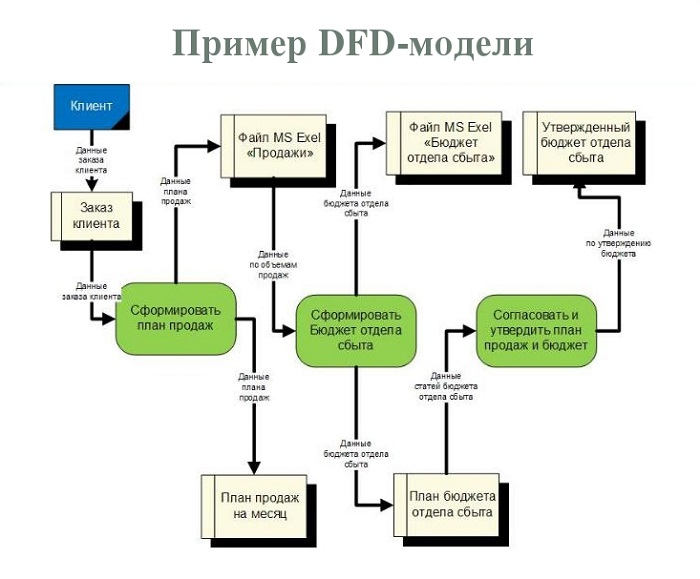 Пример DFD-модели
Клиент
Данные
заказа
клиента
Заказ
клиента
Данные
заказа клиента
Сформировать
план продаж
Данные
плана
продаж
Файл MS Exel
«Продажи»
Данные
плана
продаж
План продаж
на месяц
Данные
по объемам
продаж
Сформировать
Бюджет отдела
сбыта
Данные
бюджета отдела
сбыта
Файл MS Exel
«Бюджет
отдела сбыта»
Данные
бюджета отдела
сбыта
План бюджета
отдела сбыта
Данные
статей бюджета
отдела сбыта
Согласовать и
утвердить план
продаж и бюджет
Данные
по утверждению
бюджета
Утвержденный
бюджет отдела
сбыта